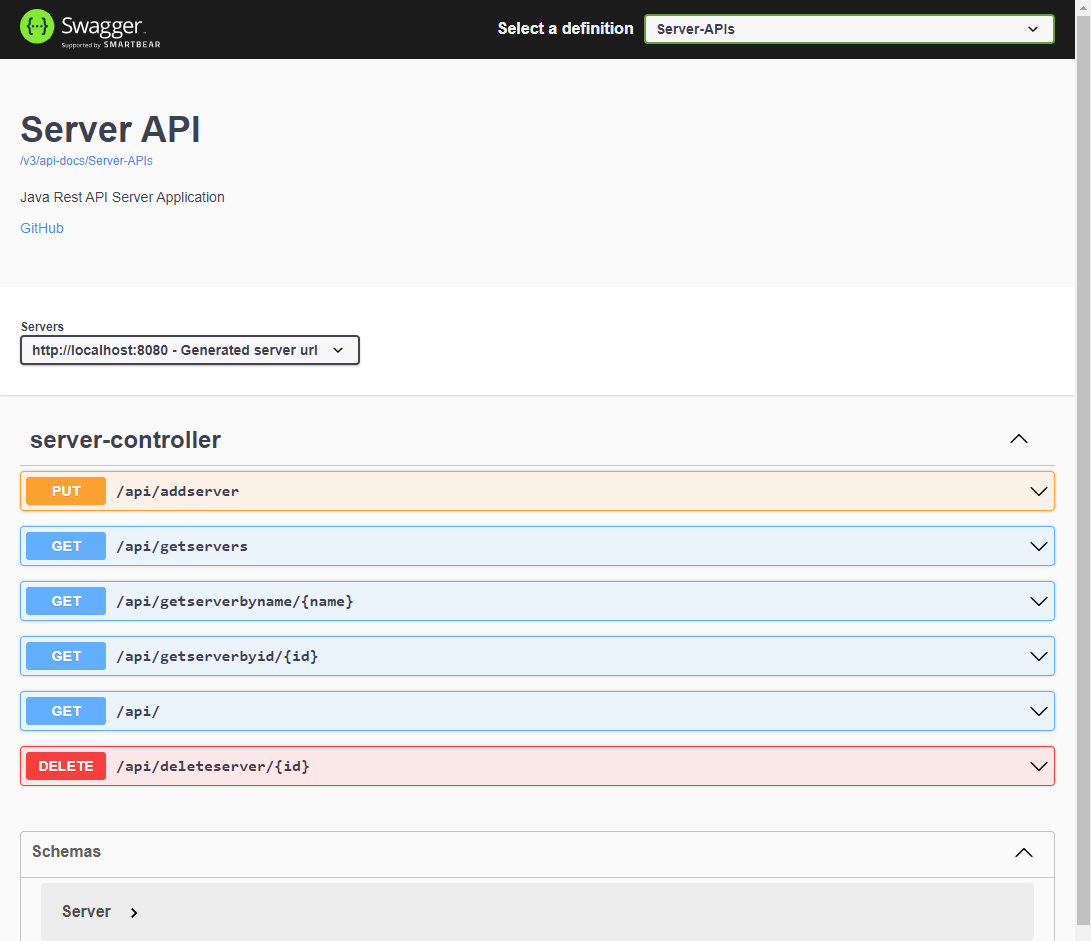 {···} Swagger.
Supported by SMARTBEAR
Select a definition
Server-APIs
Server API
/v3/api-docs/Server-APIs
Java Rest API Server Application
GitHub
Servers
http://localhost:8080 - Generated server url
server-controller
PUT /api/addserver
GET /api/getservers
GET /api/getserverbyname/{name}
GET /api/getserverbyid/{id}
GET /api/
DELETE /api/deleteserver/{id}
Schemas
Server